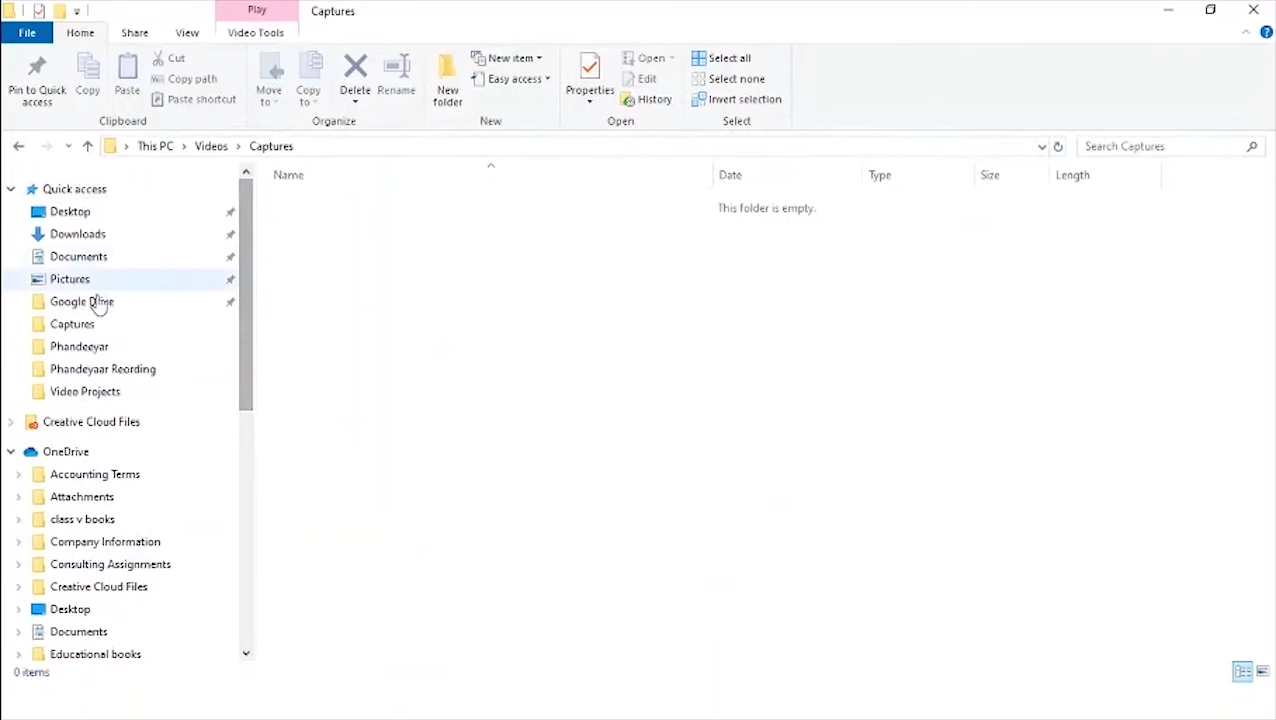 Play
Captures
File
Home
Share
View
Video Tools
Pin to Quick access
Copy
Paste
Cut
Copy path
Paste shortcut
Clipboard
Move to
Copy to
Delete
Rename
Organize
New folder
New item
Easy access
New
Properties
Open
Edit
History
Open
Select all
Select none
Invert selection
Select
This PC > Videos > Captures
Search Captures
Name
Date
Type
Size
Length
This folder is empty.
Quick access
Desktop
Downloads
Documents
Pictures
Google Drive
Captures
Phandeeyar
Phandeyaar Reording
Video Projects
Creative Cloud Files
OneDrive
Accounting Terms
Attachments
class v books
Company Information
Consulting Assignments
Creative Cloud Files
Desktop
Documents
Educational books
0 items